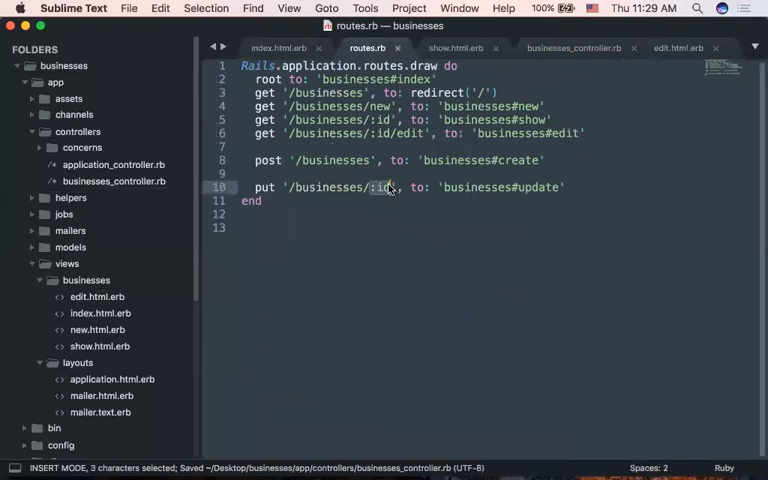 Sublime Text File Edit Selection Find View Goto Tools Project Window Help 100% Thu 11:29 AM
routes.rb — businesses
FOLDERS
businesses
app
assets
channels
controllers
concerns
application_controller.rb
businesses_controller.rb
helpers
jobs
mailers
models
views
businesses
edit.html.erb
index.html.erb
new.html.erb
show.html.erb
layouts
application.html.erb
mailer.html.erb
mailer.text.erb
bin
config
index.html.erb routes.rb show.html.erb businesses_controller.rb edit.html.erb
1 Rails.application.routes.draw do
2 root to: 'businesses#index'
3 get '/businesses', to: redirect('/')
4 get '/businesses/new', to: 'businesses#new'
5 get '/businesses/:id', to: 'businesses#show'
6 get '/businesses/:id/edit', to: 'businesses#edit'
7
8 post '/businesses', to: 'businesses#create'
9
10 put '/businesses/:id', to: 'businesses#update'
11 end
12
13
INSERT MODE, 3 characters selected; Saved ~/Desktop/businesses/app/controllers/businesses_controller.rb (UTF-8) Spaces: 2 Ruby